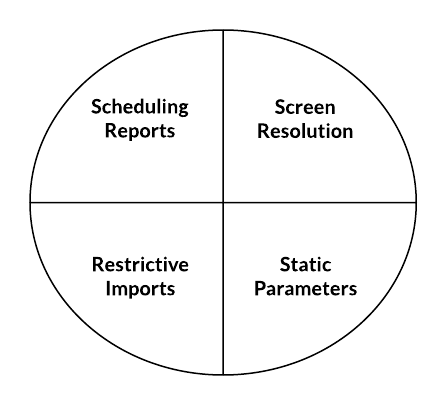 Scheduling
Reports
Screen
Resolution
Restrictive
Imports
Static
Parameters